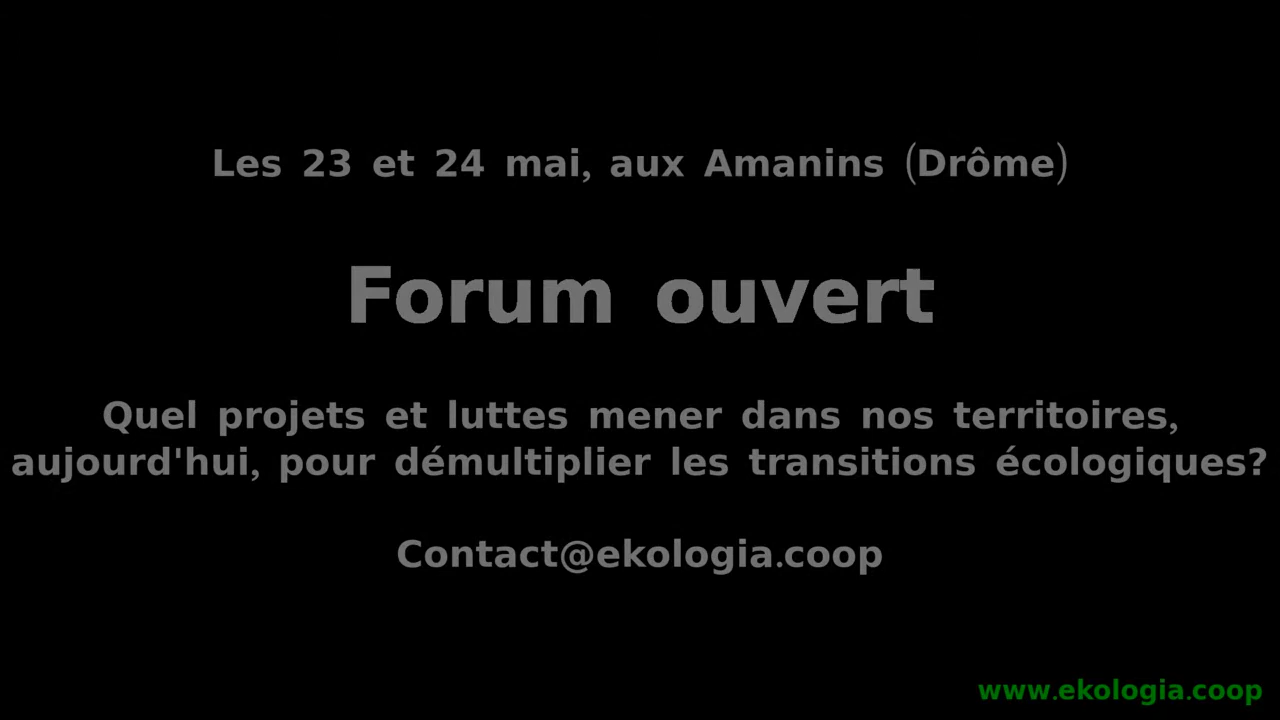 Les 23 et 24 mai, aux Amanins (Drôme)
Forum ouvert
Quel projets et luttes mener dans nos territoires,
aujourd'hui, pour démultiplier les transitions écologiques?
Contact@ekologia.coop
www.ekologia.coop